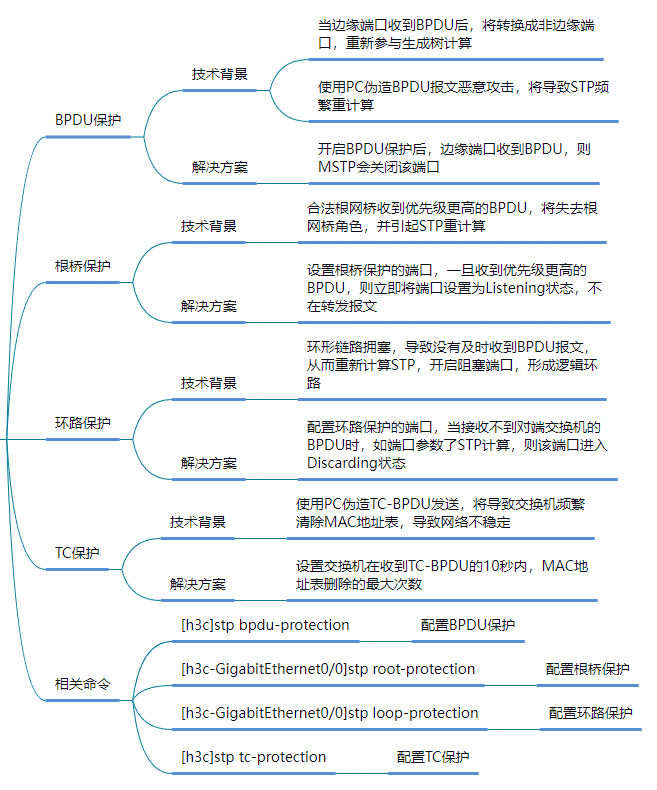 BPDU保护
技术背景
当边缘端口收到BPDU后，将转换成非边缘端
口，重新参与生成树计算
使用PC伪造BPDU报文恶意攻击，将导致STP频
繁重计算
解决方案
开启BPDU保护后，边缘端口收到BPDU，则
MSTP会关闭该端口
根桥保护
技术背景
合法根网桥收到优先级更高的BPDU，将失去根
网桥角色，并引起STP重计算
解决方案
设置根桥保护的端口，一旦收到优先级更高的
BPDU，则立即将端口设置为Listening状态，不
在转发报文
环路保护
技术背景
环形链路拥塞，导致没有及时收到BPDU报文，
从而重新计算STP，开启阻塞端口，形成逻辑环
路
解决方案
配置环路保护的端口，当接收不到对端交换机的
BPDU时，如端口参数了STP计算，则该端口进入
Discarding状态
TC保护
技术背景
使用PC伪造TC-BPDU发送，将导致交换机频繁
清除MAC地址表，导致网络不稳定
解决方案
设置交换机在收到TC-BPDU的10秒内，MAC地
址表删除的最大次数
相关命令
[h3c]stp bpdu-protection
配置BPDU保护
[h3c-GigabitEthernet0/0]stp root-protection
配置根桥保护
[h3c-GigabitEthernet0/0]stp loop-protection
配置环路保护
[h3c]stp tc-protection
配置TC保护